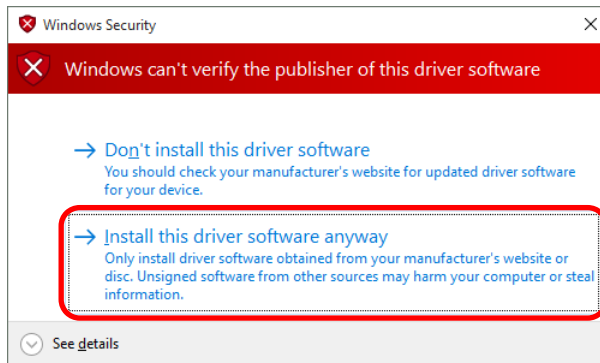 Windows Security
Windows can't verify the publisher of this driver software
Don't install this driver software
You should check your manufacturer's website for updated driver software
for your device.
Install this driver software anyway
Only install driver software obtained from your manufacturer's website or
disc. Unsigned software from other sources may harm your computer or steal
information.
See details